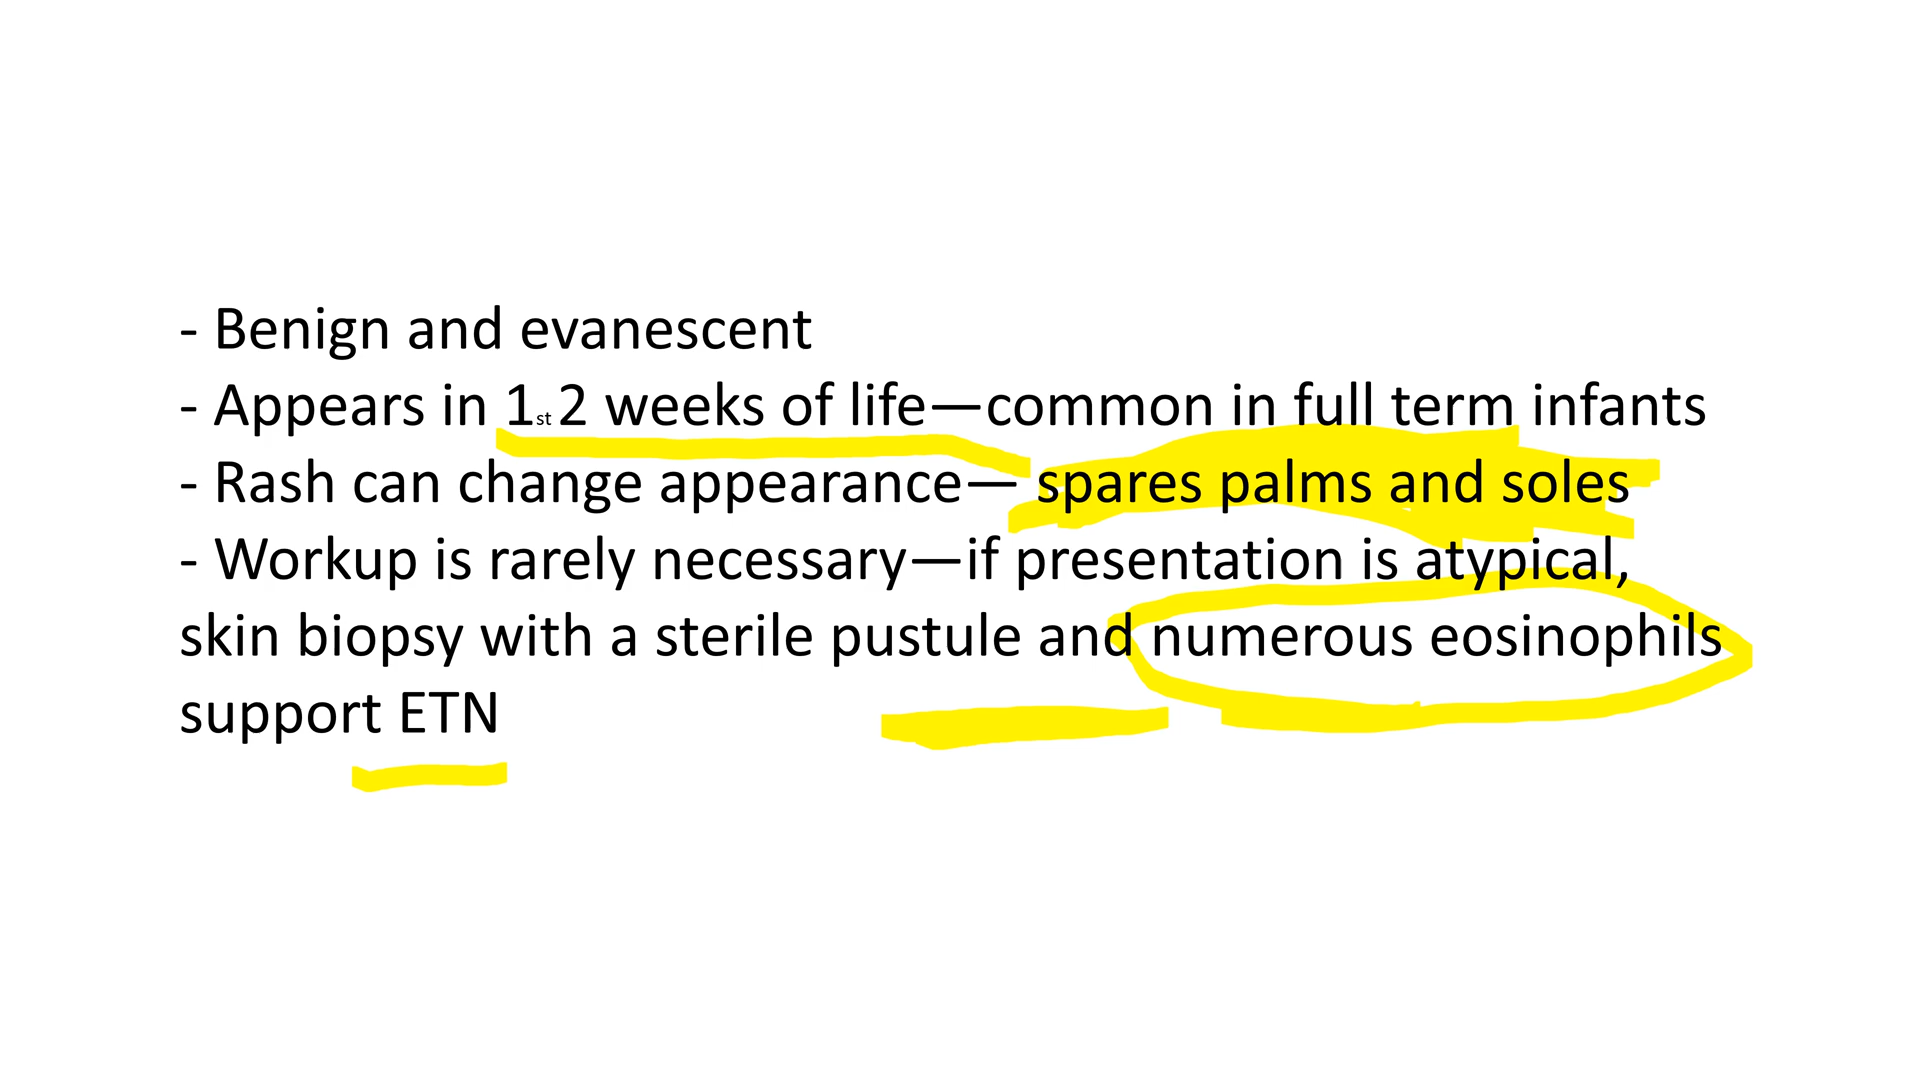 - Benign and evanescent
- Appears in 1st 2 weeks of life—common in full term infants
- Rash can change appearance— spares palms and soles
- Workup is rarely necessary—if presentation is atypical,
skin biopsy with a sterile pustule and numerous eosinophils
support ETN